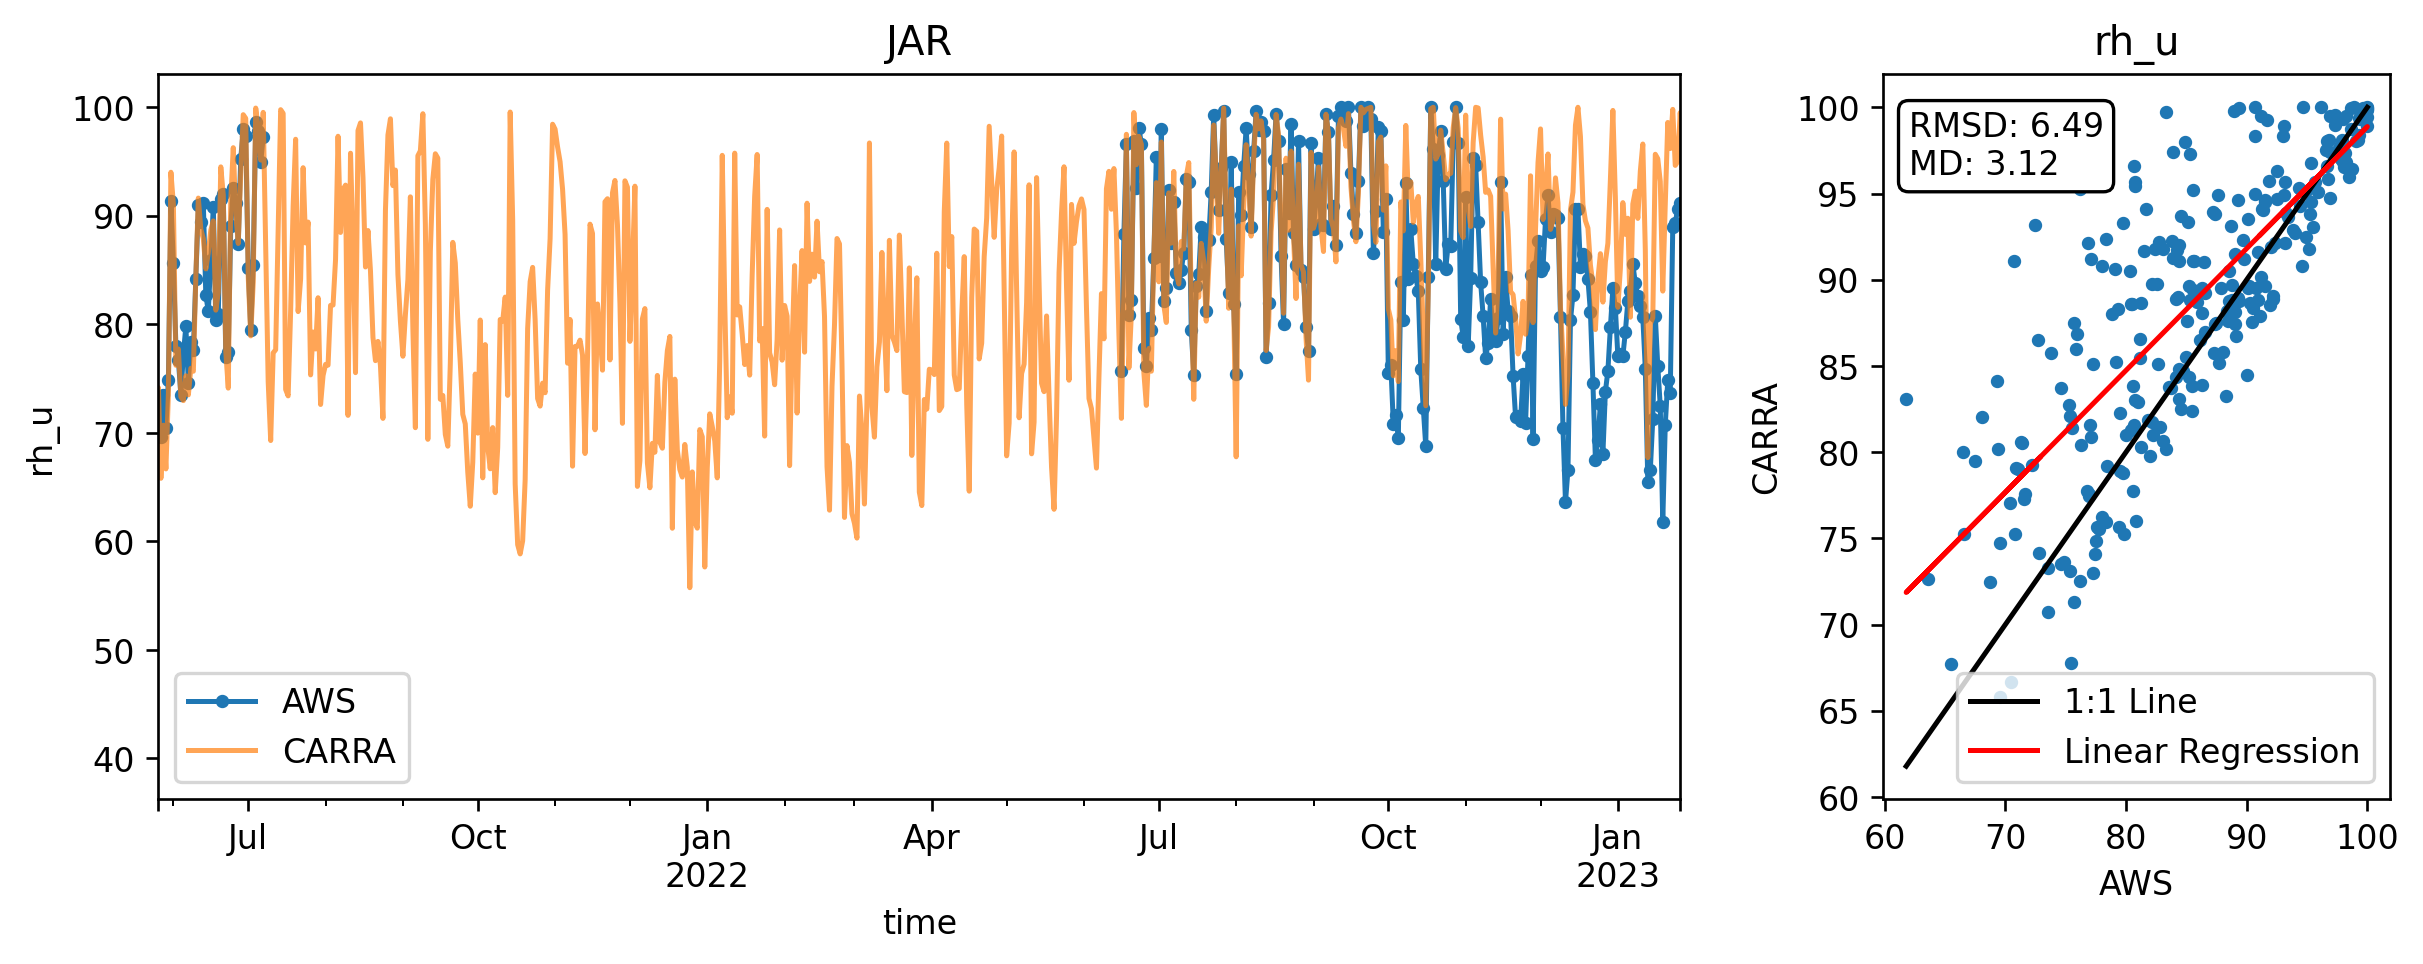 JAR
rh_u
100
90
80
70
60
50
40
AWS
CARRA
Jul
Oct
Jan
2022
Apr
Jul
Oct
Jan
2023
time
rh_u
CARRA
100
95
90
85
80
75
70
65
60
RMSD: 6.49
MD: 3.12
1:1 Line
Linear Regression
60
70
80
90
100
AWS